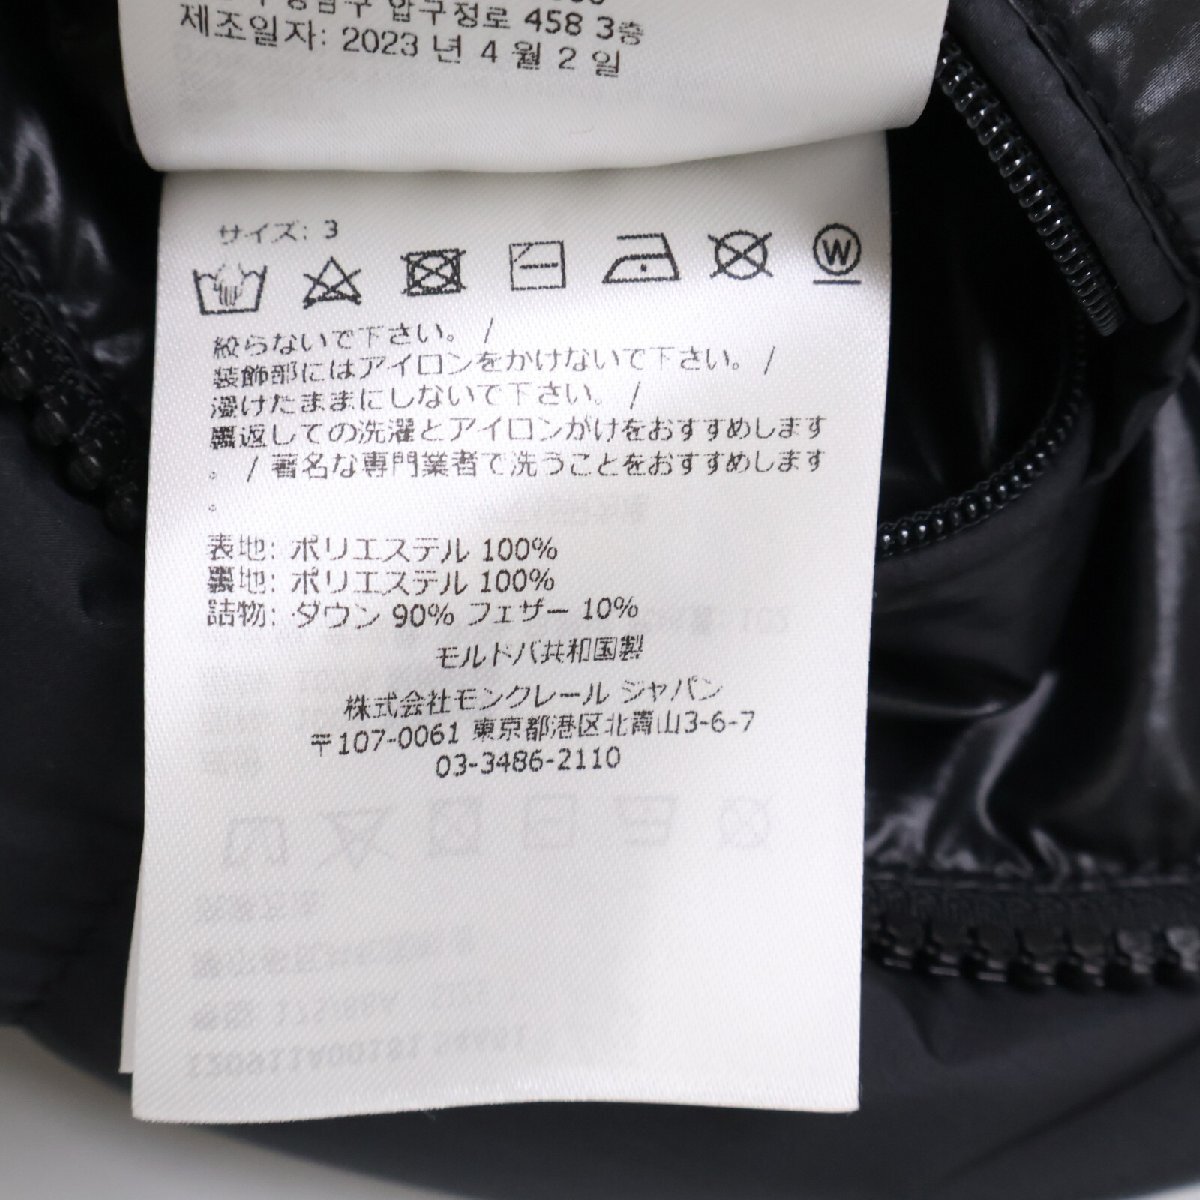 압구정로 458 3층
제조일자: 2023 년 4 월 2 일
サイズ: 3
W
絞らないで下さい。/
装飾部にはアイロンをかけないで下さい。/
浸けたままにしないで下さい。/
裏返しての洗濯とアイロンがけをおすすめします
。/ 著名な専門業者で洗うことをおすすめします
。
表地: ポリエステル 100%
裏地: ポリエステル 100%
詰物: ダウン 90% フェザー 10%
モルドバ共和国製
株式会社モンクレール ジャパン
〒107-0061 東京都港区北青山3-6-7
03-3486-2110